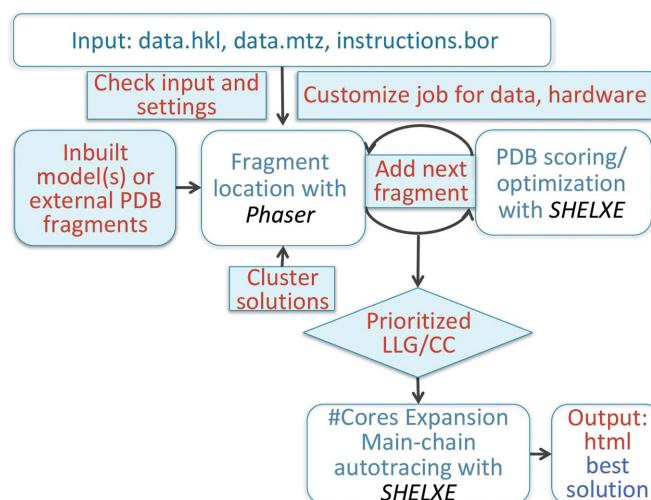 Input: data.hkl, data.mtz, instructions.bor
Check input and
settings
Customize job for data, hardware
Inbuilt
model(s) or
external PDB
fragments
Fragment
location with
Phaser
Add next
fragment
PDB scoring/
optimization
with SHELXE
Cluster
solutions
Prioritized
LLG/CC
#Cores Expansion
Main-chain
autotracing with
SHELXE
Output:
html
best
solution